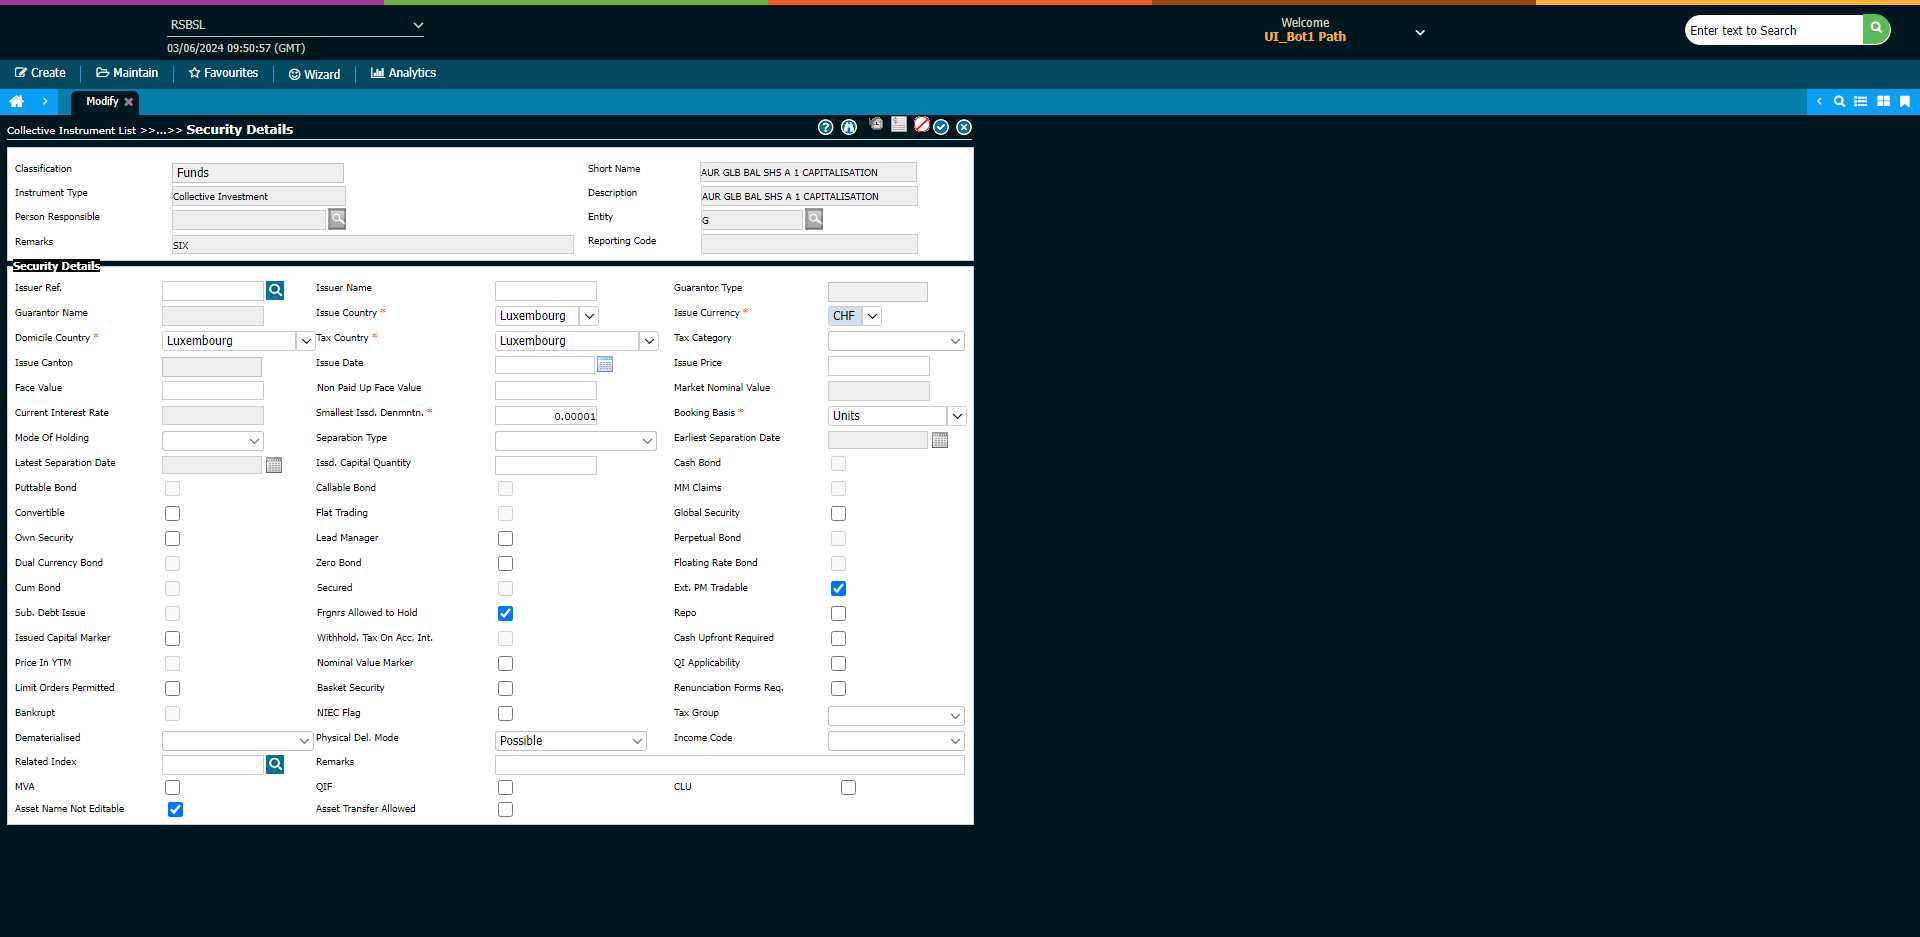 RSBSL
03/06/2024 09:50:57 (GMT)
Welcome
UI_Bot1 Path
Enter text to Search
Create Maintain Favourites Wizard Analytics
Modify
Collective Instrument List >>...>> Security Details
Classification Funds Short Name AUR GLB BAL SHS A 1 CAPITALISATION
Instrument Type Collective Investment Description AUR GLB BAL SHS A 1 CAPITALISATION
Person Responsible Entity G
Remarks SIX Reporting Code
Security Details
Issuer Ref. Issuer Name Guarantor Type
Guarantor Name Issue Country * Luxembourg Issue Currency * CHF
Domicile Country * Luxembourg Tax Country * Luxembourg Tax Category
Issue Canton Issue Date Issue Price
Face Value Non Paid Up Face Value Market Nominal Value
Current Interest Rate Smallest Issd. Denmntn. * 0.00001 Booking Basis * Units
Mode Of Holding Separation Type Earliest Separation Date
Latest Separation Date Issd. Capital Quantity Cash Bond
Puttable Bond Callable Bond MM Claims
Convertible Flat Trading Global Security
Own Security Lead Manager Perpetual Bond
Dual Currency Bond Zero Bond Floating Rate Bond
Cum Bond Secured Ext. PM Tradable
Sub. Debt Issue Frgnrs Allowed to Hold Repo
Issued Capital Marker Withhold. Tax On Acc. Int. Cash Upfront Required
Price In YTM Nominal Value Marker QI Applicability
Limit Orders Permitted Basket Security Renunciation Forms Req.
Bankrupt NIEC Flag Tax Group
Dematerialised Physical Del. Mode Possible Income Code
Related Index Remarks
MVA QIF CLU
Asset Name Not Editable Asset Transfer Allowed